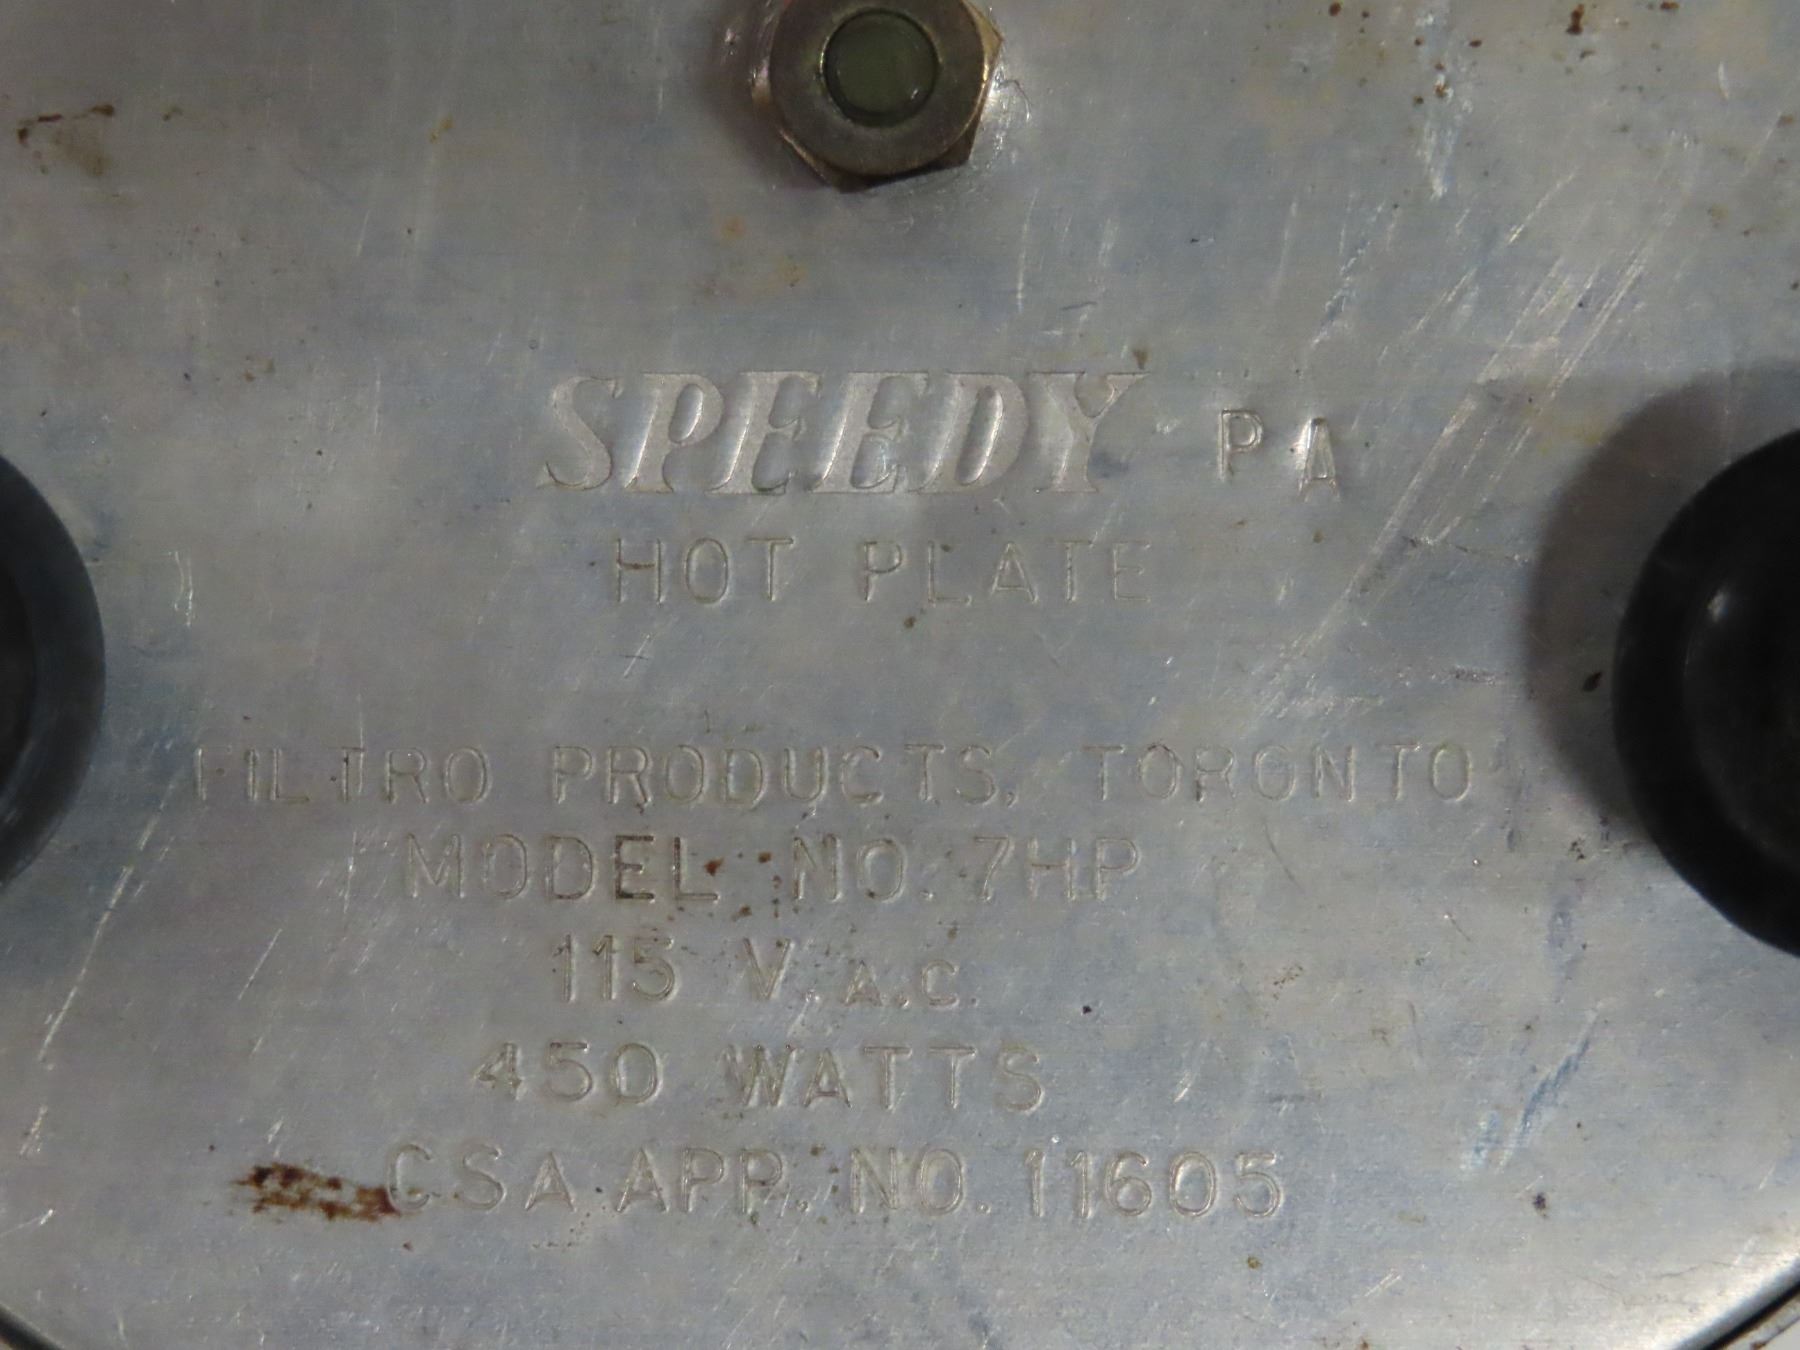 SPEEDY PA
HOT PLATE
FILTRO PRODUCTS, TORONTO
MODEL NO. 7HP
115 V. A.C.
450 WATTS
CSA APP. NO. 11605